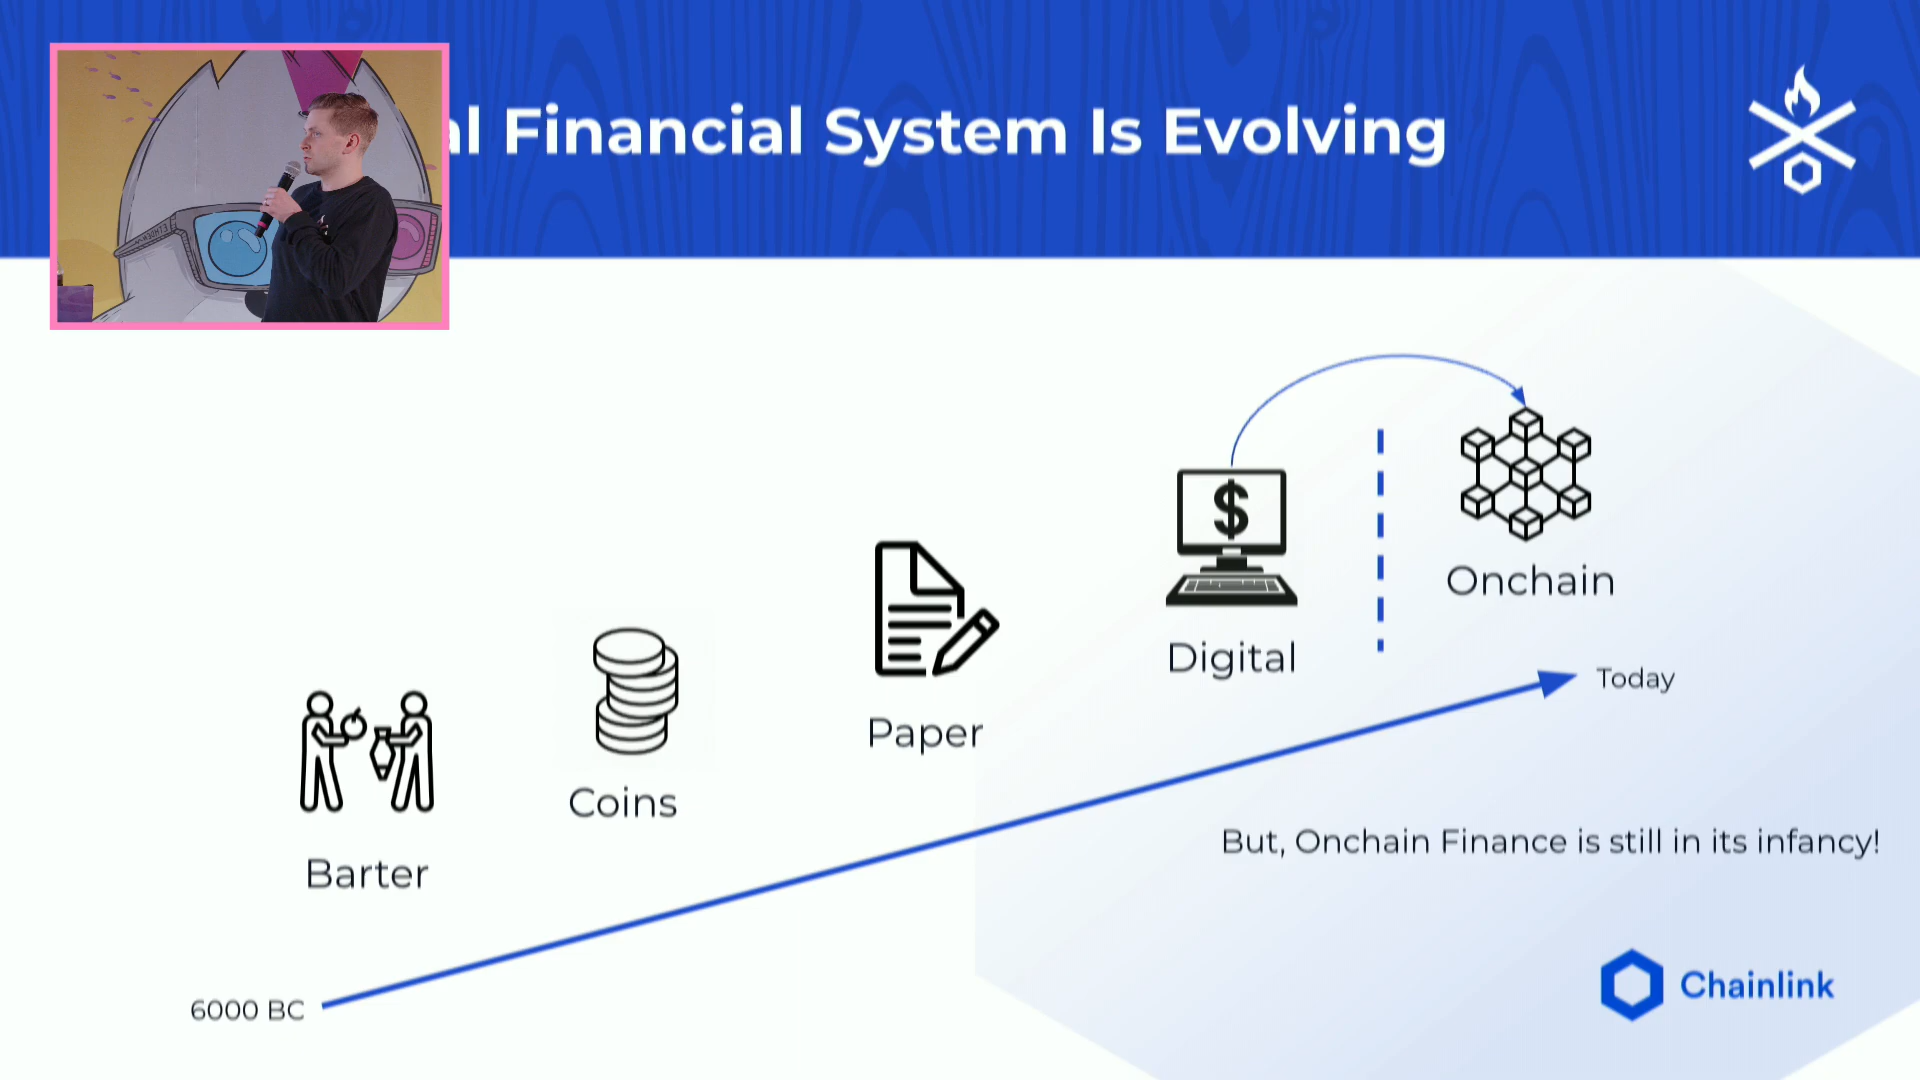 al Financial System Is Evolving
Onchain
Digital
Today
Paper
Coins
But, Onchain Finance is still in its infancy!
Barter
Chainlink
6000 BC
$